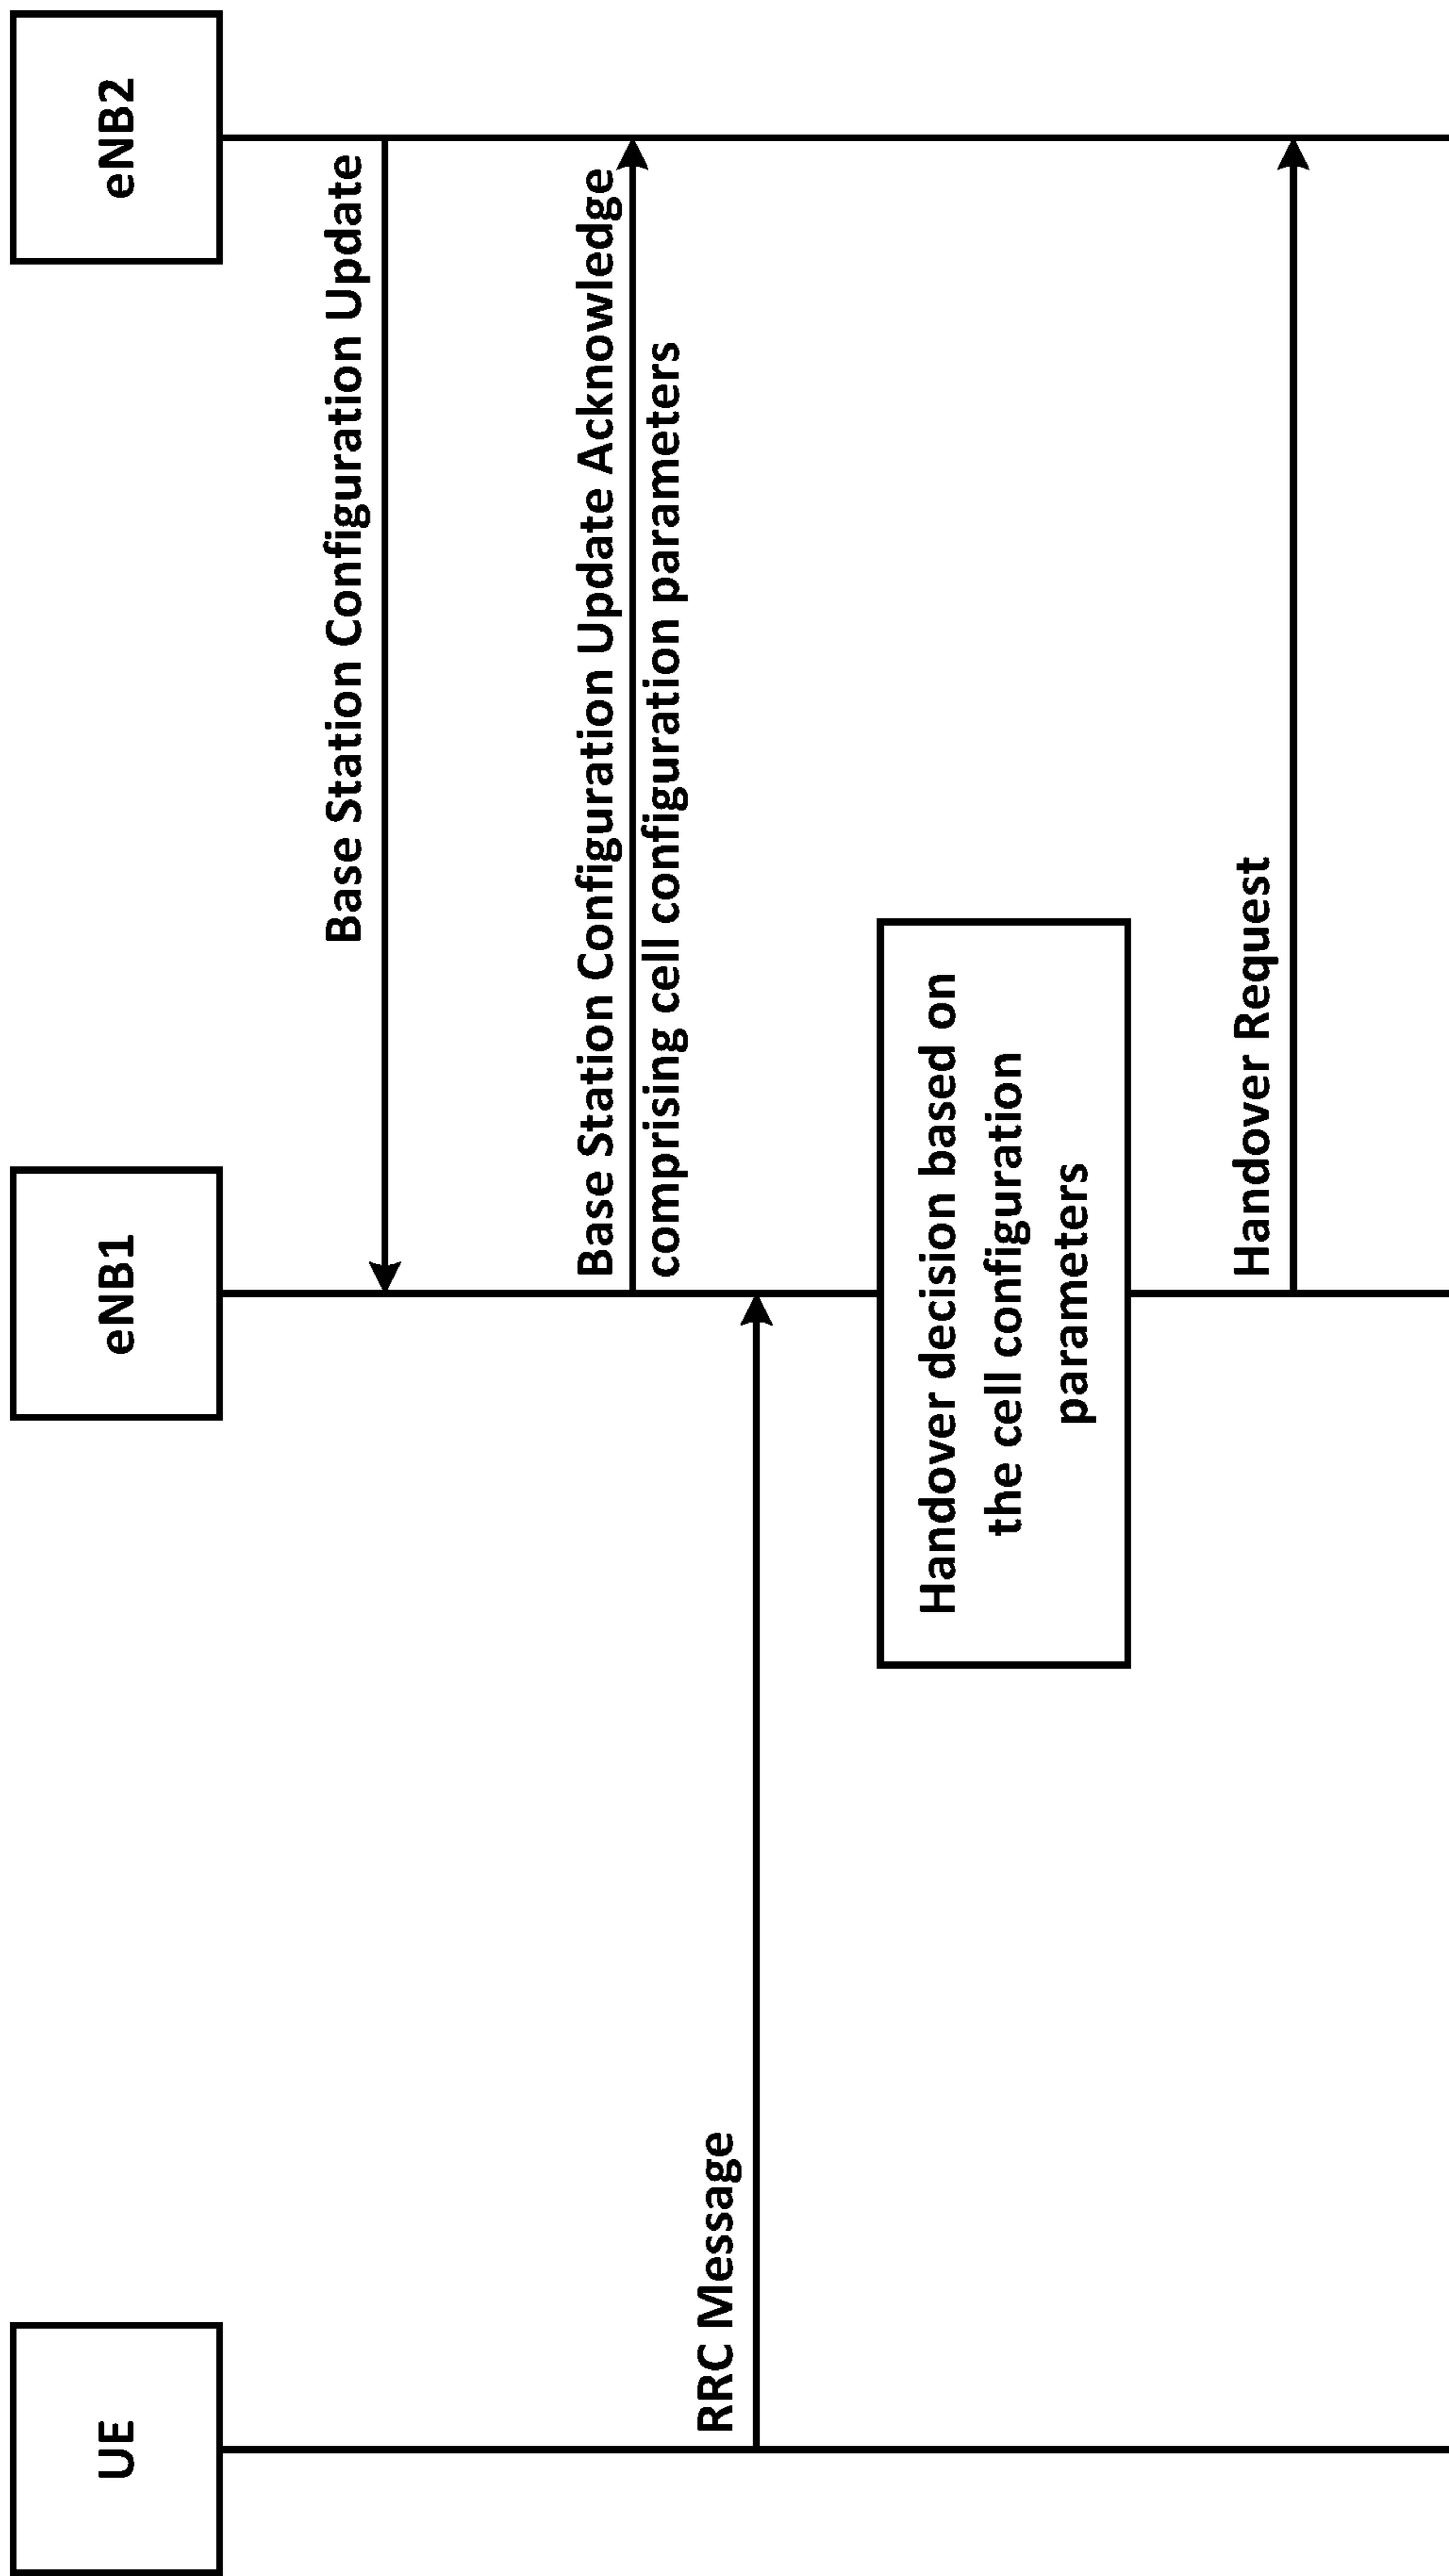 UE
eNB1
eNB2
Base Station Configuration Update
Base Station Configuration Update Acknowledge
comprising cell configuration parameters
RRC Message
Handover decision based on
the cell configuration
parameters
Handover Request